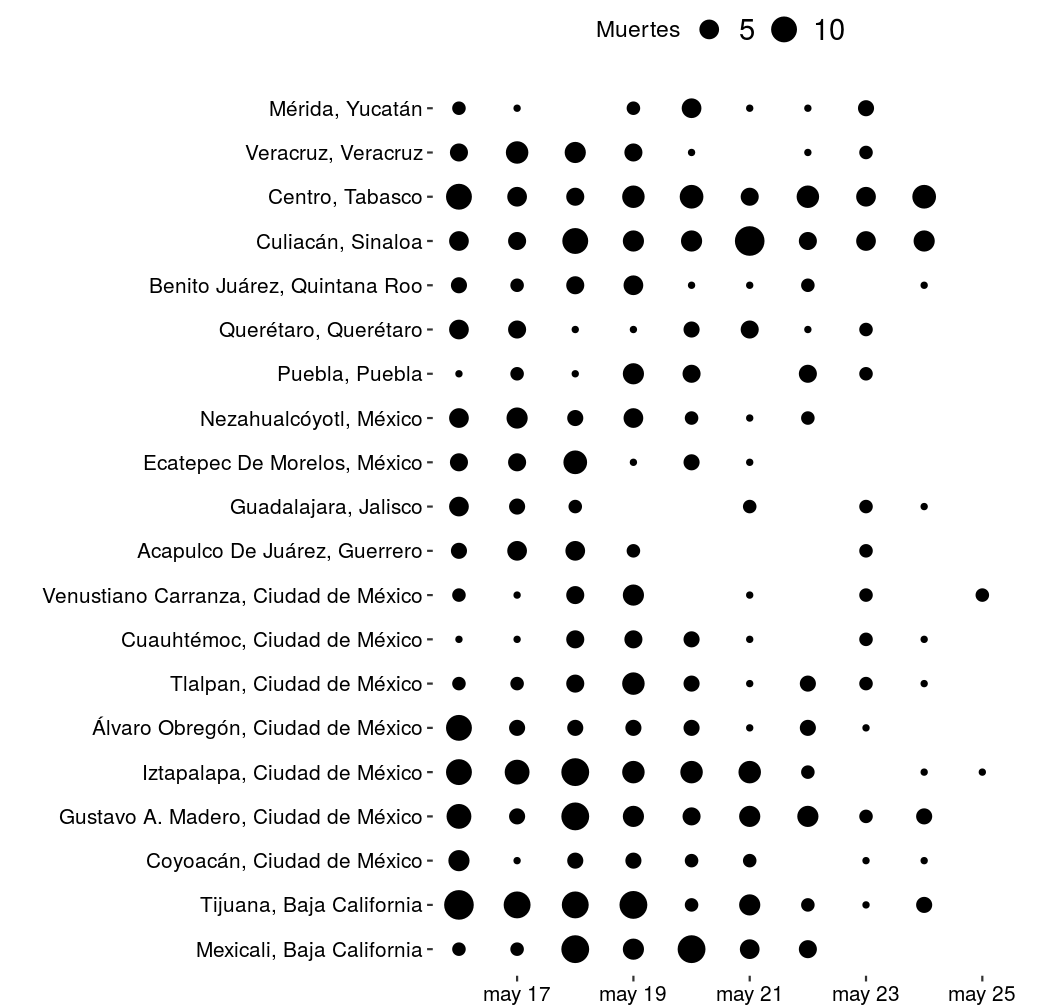 Muertes 5 10
Mérida, Yucatán
Veracruz, Veracruz
Centro, Tabasco
Culiacán, Sinaloa
Benito Juárez, Quintana Roo
Querétaro, Querétaro
Puebla, Puebla
Nezahualcóyotl, México
Ecatepec De Morelos, México
Guadalajara, Jalisco
Acapulco De Juárez, Guerrero
Venustiano Carranza, Ciudad de México
Cuauhtémoc, Ciudad de México
Tlalpan, Ciudad de México
Álvaro Obregón, Ciudad de México
Iztapalapa, Ciudad de México
Gustavo A. Madero, Ciudad de México
Coyoacán, Ciudad de México
Tijuana, Baja California
Mexicali, Baja California
may 17 may 19 may 21 may 23 may 25